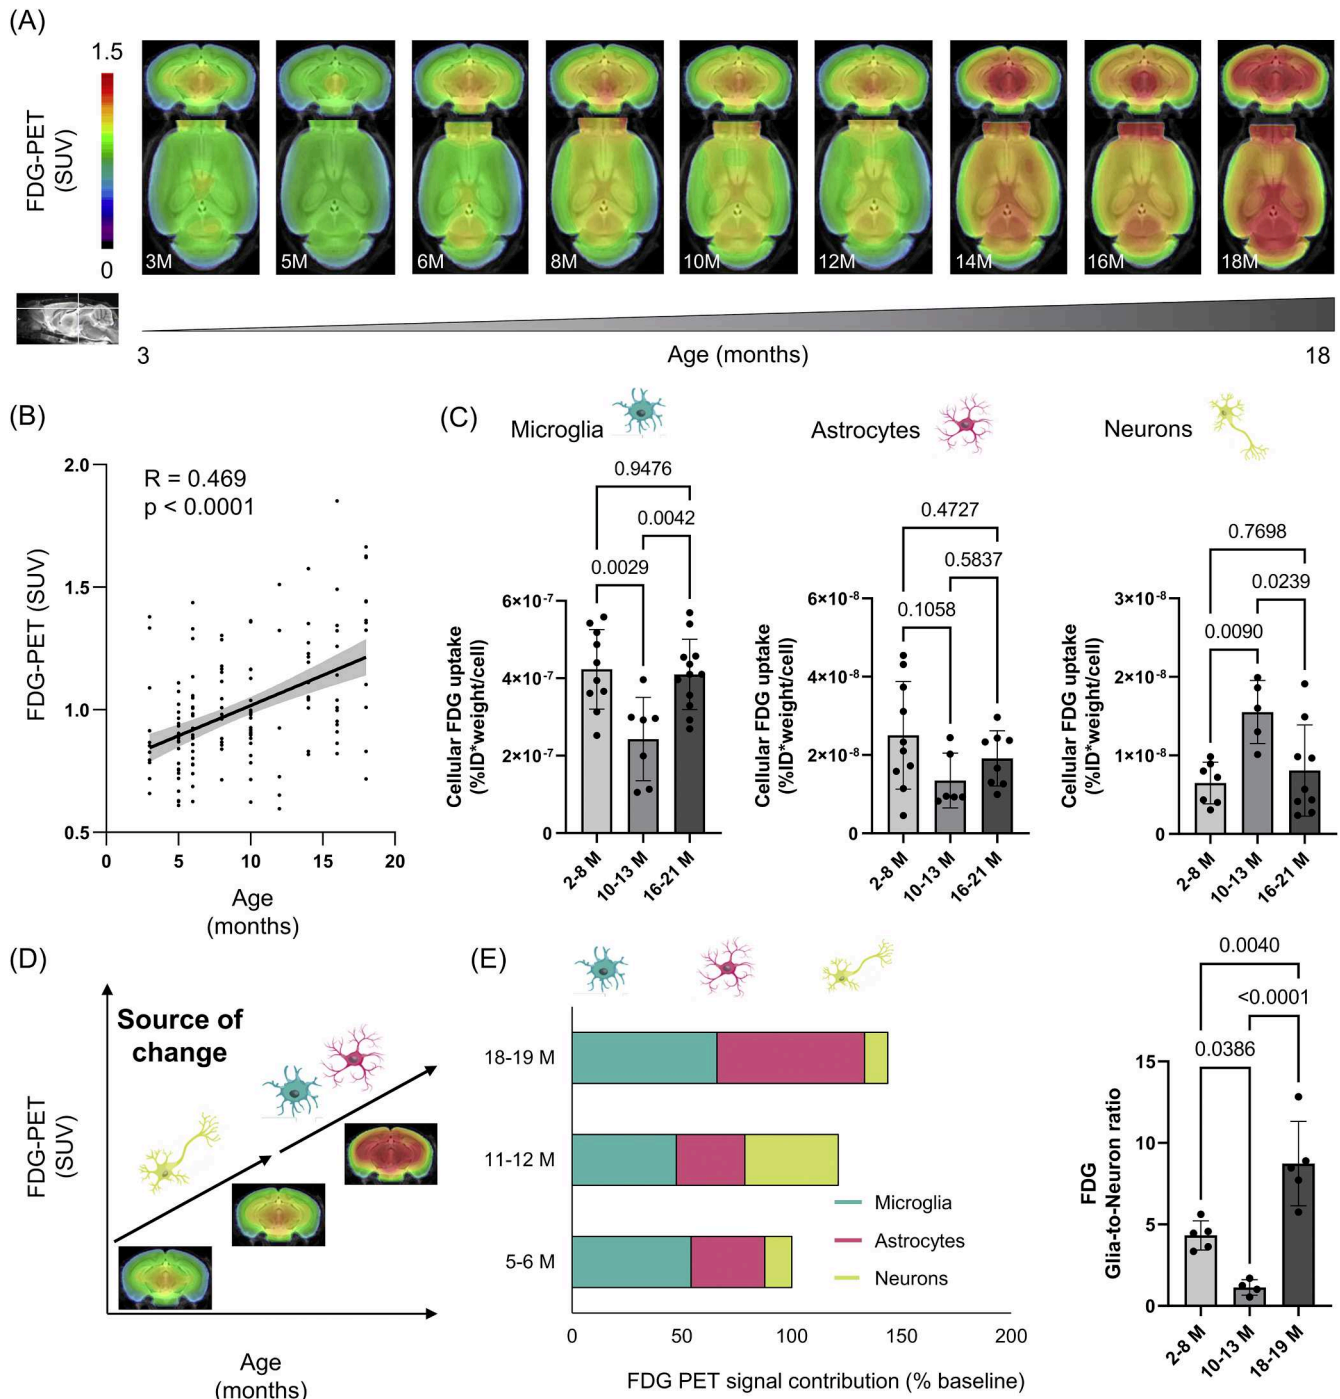 (A)
1.5
FDG-PET
(SUV)
0
3M
5M
6M
8M
10M
12M
14M
16M
18M
3
Age (months)
18
(B)
R = 0.469
p < 0.0001
FDG-PET (SUV)
2.0
1.5
1.0
0.5
0
5
10
15
20
Age
(months)
(C)
Microglia
0.9476
0.0042
0.0029
Cellular FDG uptake
(%ID*weight/cell)
6×10⁻⁷
4×10⁻⁷
2×10⁻⁷
0
2-8 M
10-13 M
16-21 M
Astrocytes
0.4727
0.5837
0.1058
Cellular FDG uptake
(%ID*weight/cell)
6×10⁻⁸
4×10⁻⁸
2×10⁻⁸
0
2-8 M
10-13 M
16-21 M
Neurons
0.7698
0.0239
0.0090
Cellular FDG uptake
(%ID*weight/cell)
3×10⁻⁸
2×10⁻⁸
1×10⁻⁸
0
2-8 M
10-13 M
16-21 M
(D)
Source of
change
FDG-PET
(SUV)
Age
(months)
(E)
18-19 M
11-12 M
5-6 M
Microglia
Astrocytes
Neurons
0
50
100
150
200
FDG PET signal contribution (% baseline)
0.0040
<0.0001
0.0386
FDG
Glia-to-Neuron ratio
15
10
5
0
2-8 M
10-13 M
18-19 M